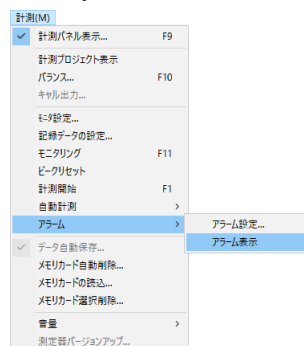 計測(M)
計測パネル表示... F9
計測プロジェクト表示
バランス... F10
キャル出力...
モニタ設定...
記録データの設定...
モニタリング F11
ピークリセット
計測開始 F1
自動計測
アラーム
アラーム設定...
アラーム表示
データ自動保存...
メモリカード自動削除...
メモリカードの読込...
メモリカード選択削除...
音量
測定器バージョンアップ...